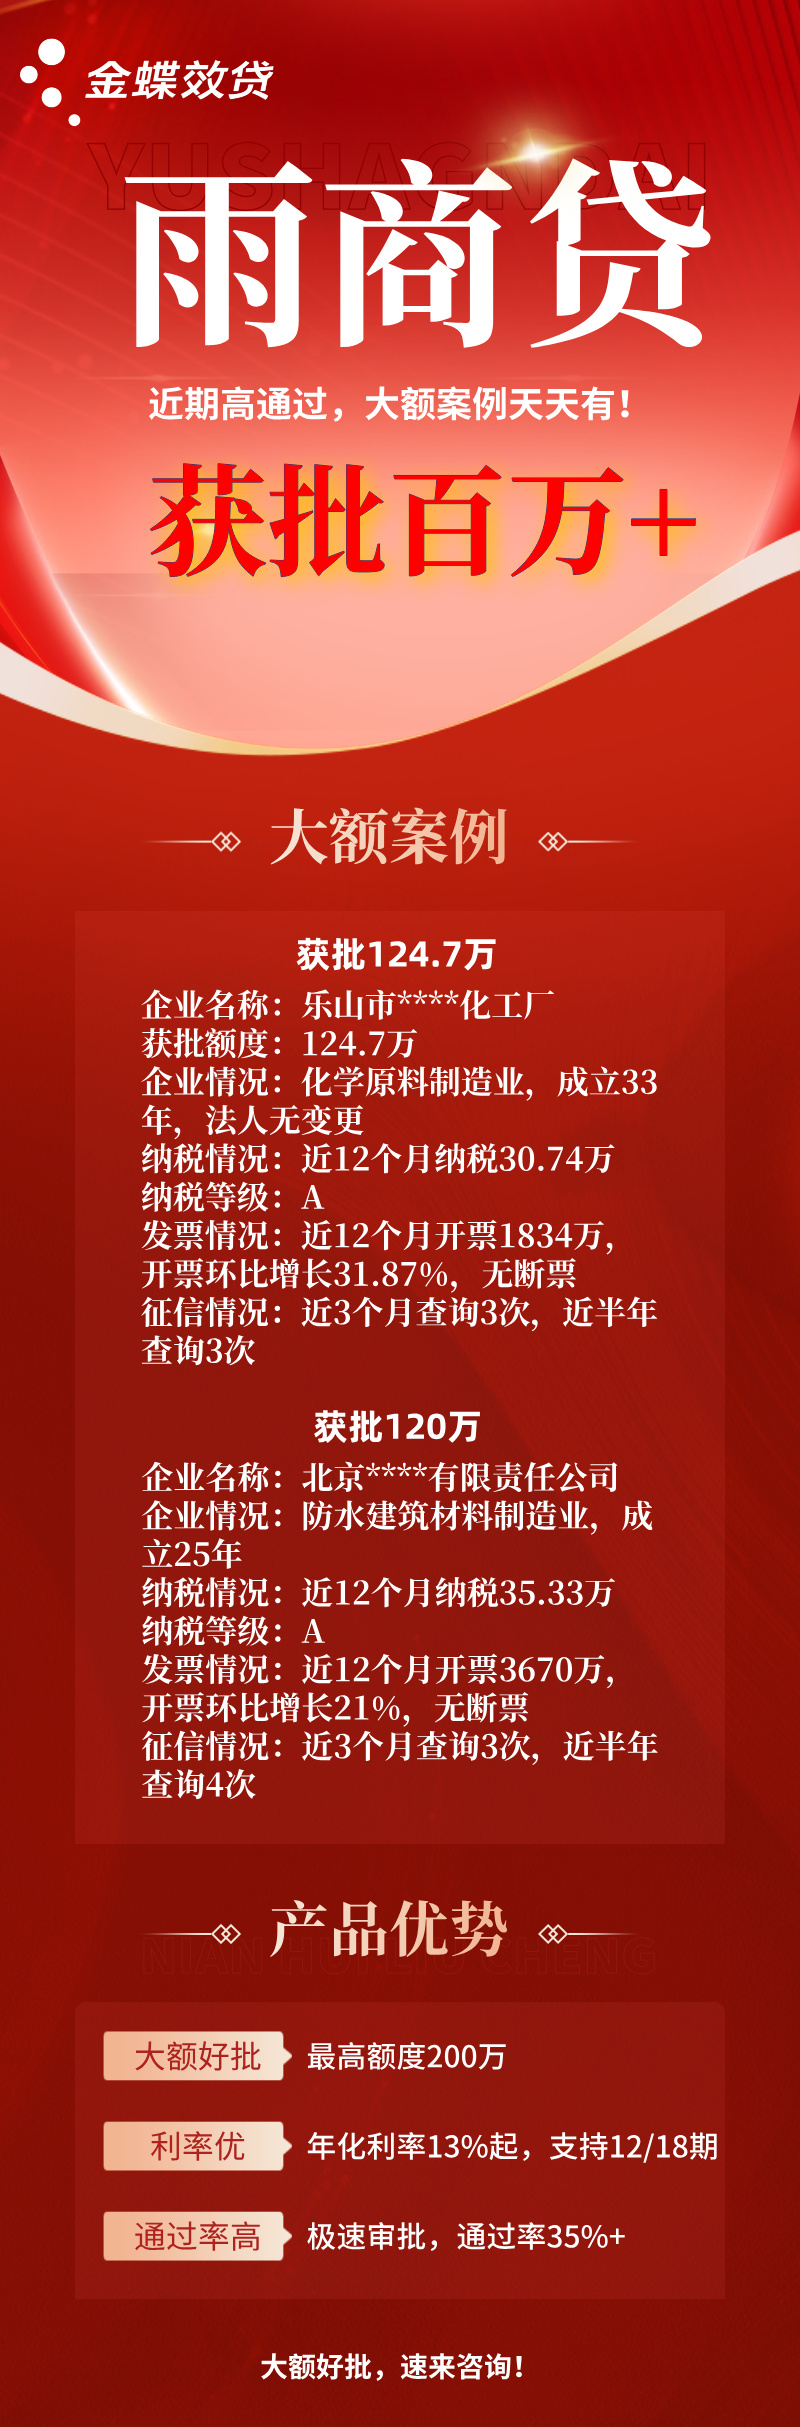 金蝶效贷
YUSHAGNDAI
雨商贷
近期高通过，大额案例天天有！
获批百万+
大额案例
获批124.7万
企业名称：乐山市****化工厂
获批额度：124.7万
企业情况：化学原料制造业，成立33
年，法人无变更
纳税情况：近12个月纳税30.74万
纳税等级：A
发票情况：近12个月开票1834万，
开票环比增长31.87%，无断票
征信情况：近3个月查询3次，近半年
查询3次
获批120万
企业名称：北京****有限责任公司
企业情况：防水建筑材料制造业，成
立25年
纳税情况：近12个月纳税35.33万
纳税等级：A
发票情况：近12个月开票3670万，
开票环比增长21%，无断票
征信情况：近3个月查询3次，近半年
查询4次
产品优势
NIAN HUI LIU CHENG
大额好批 最高额度200万
利率优 年化利率13%起，支持12/18期
通过率高 极速审批，通过率35%+
大额好批，速来咨询！